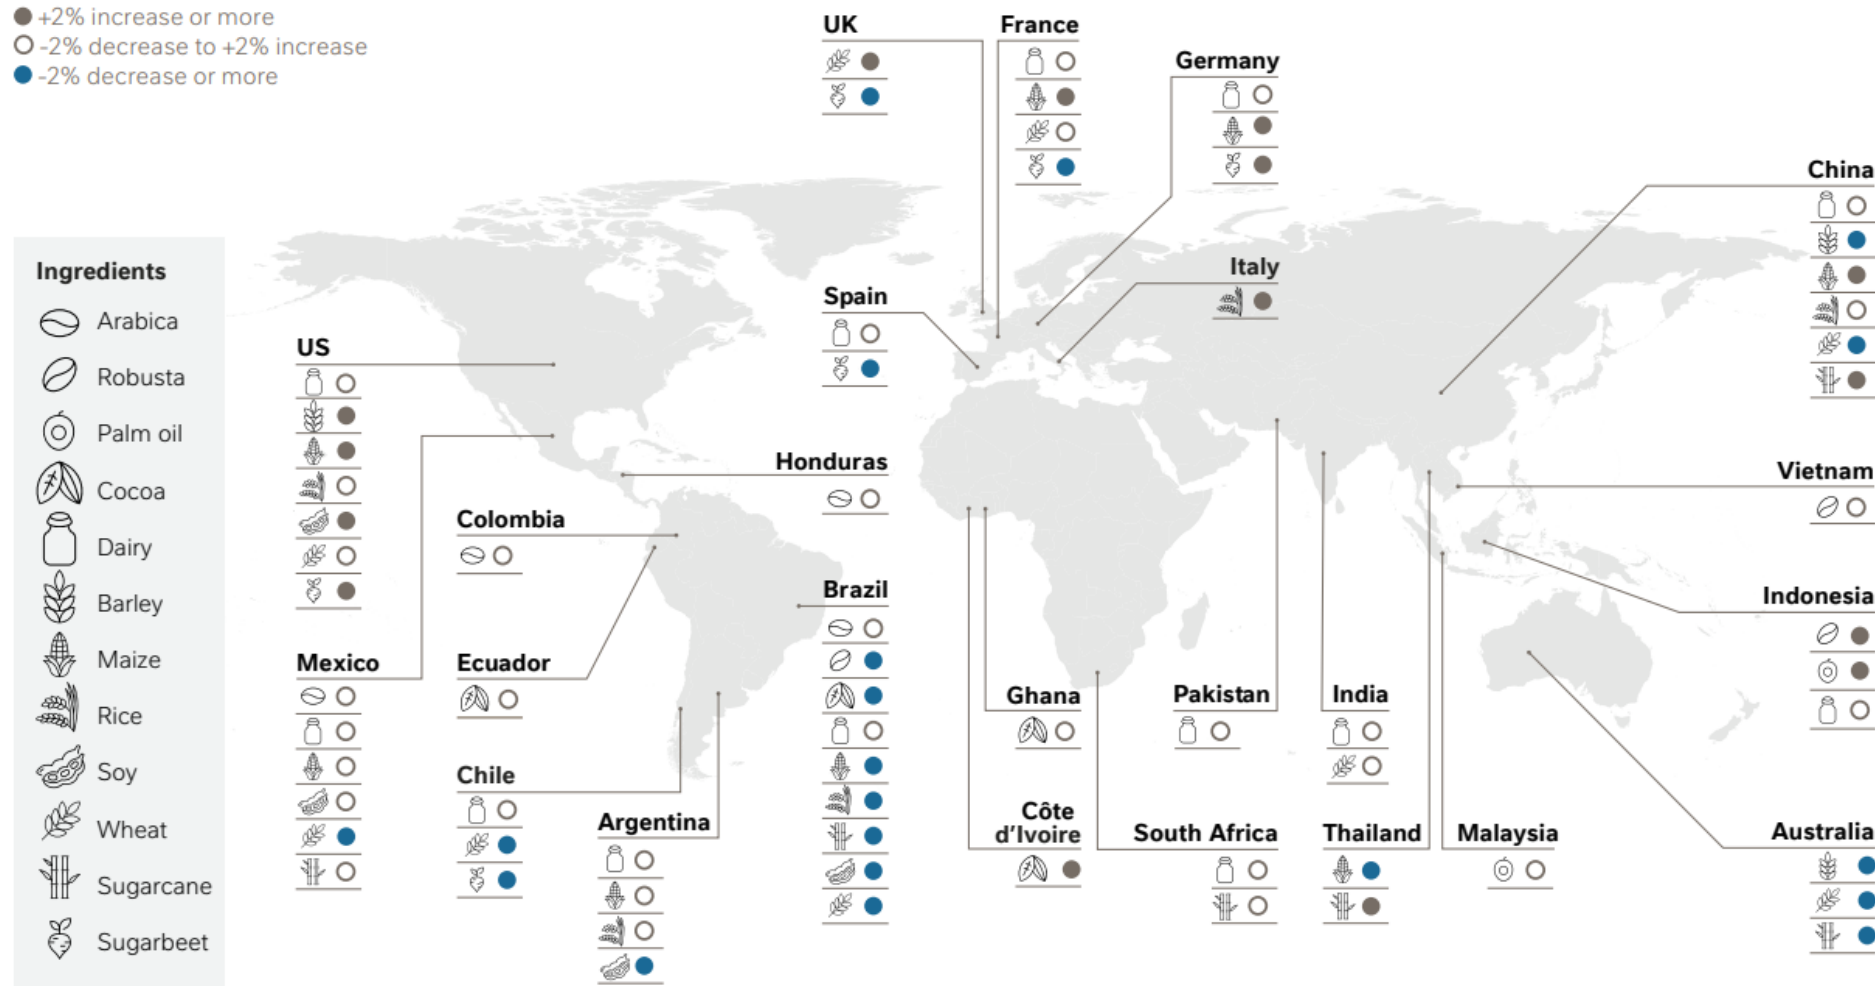 +2% increase or more
-2% decrease to +2% increase
-2% decrease or more
UK
France
Germany
China
Italy
Spain
Ingredients
Arabica
Robusta
Palm oil
Cocoa
Dairy
Barley
Maize
Rice
Soy
Wheat
Sugarcane
Sugarbeet
US
Honduras
Vietnam
Colombia
Brazil
Indonesia
Mexico
Ecuador
Ghana
Pakistan
India
Chile
Argentina
Côte
d'Ivoire
South Africa
Thailand
Malaysia
Australia